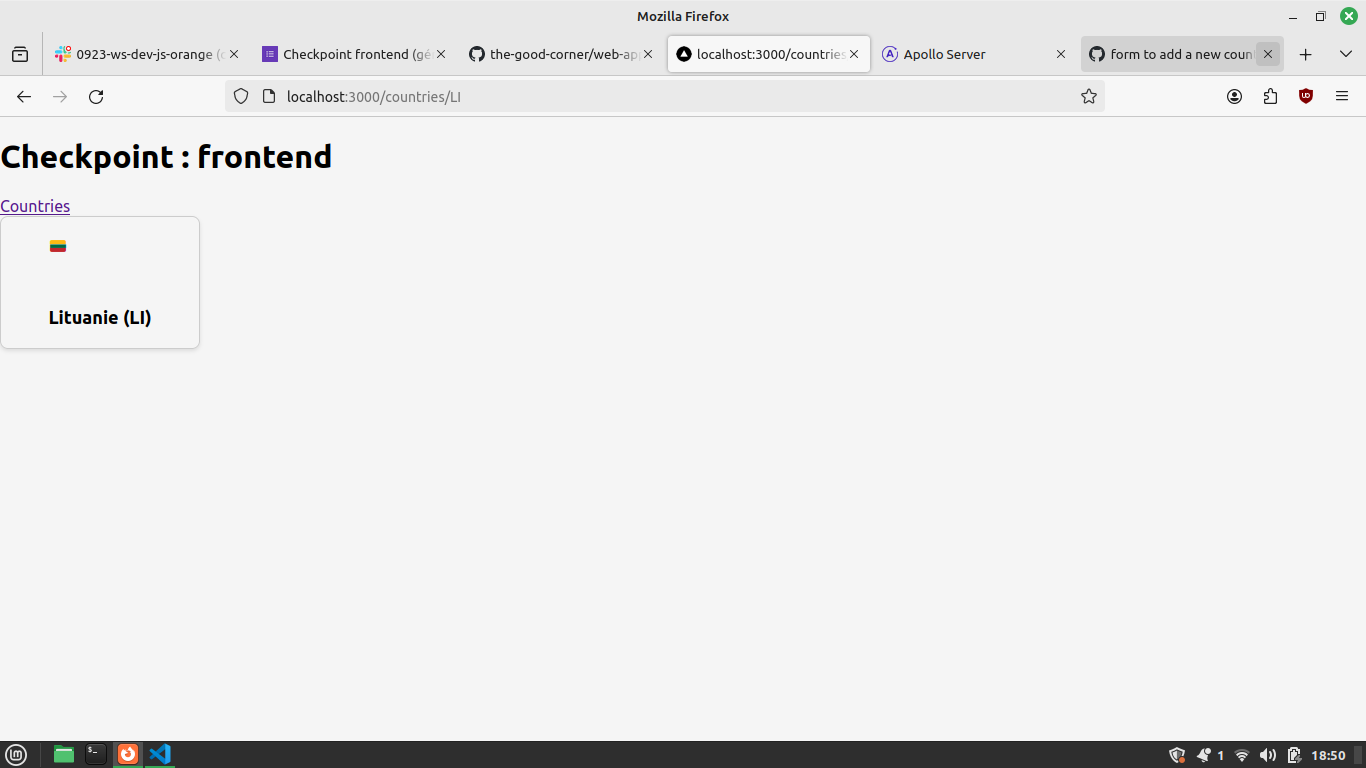 Mozilla Firefox
0923-ws-dev-js-orange (
Checkpoint frontend (gé
the-good-corner/web-ap
localhost:3000/countries
Apollo Server
form to add a new coun
localhost:3000/countries/LI
Checkpoint : frontend
Countries
Lituanie (LI)
1
18:50